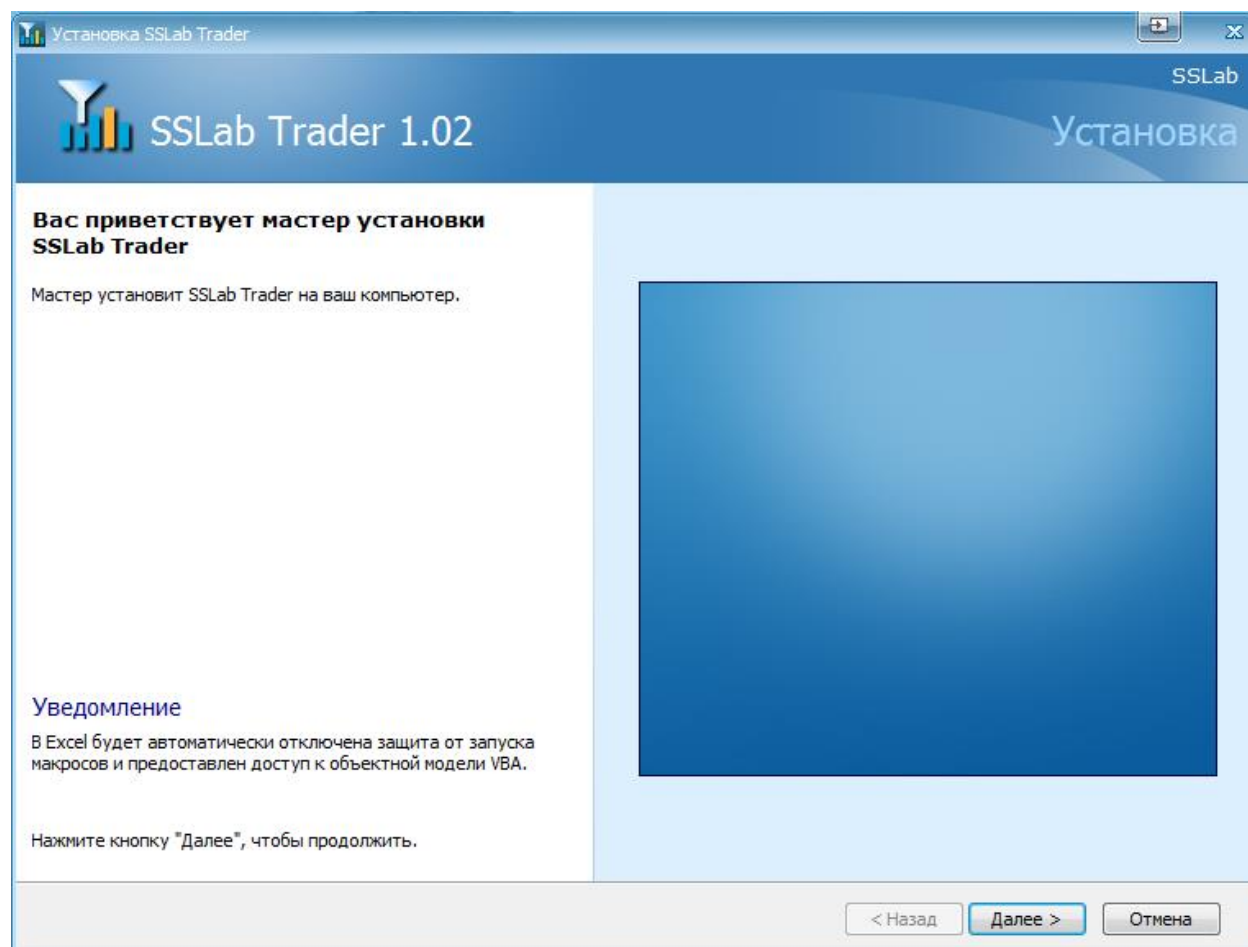 Установка SSLab Trader
SSLab
SSLab Trader 1.02
Установка
Вас приветствует мастер установки
SSLab Trader
Мастер установит SSLab Trader на ваш компьютер.
Уведомление
В Excel будет автоматически отключена защита от запуска
макросов и предоставлен доступ к объектной модели VBA.
Нажмите кнопку "Далее", чтобы продолжить.
< Назад
Далее >
Отмена